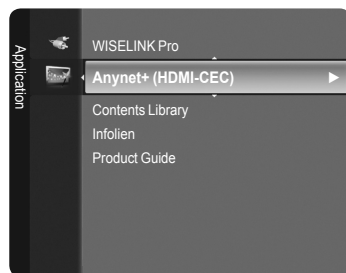 Application
WISELINK Pro
Anynet+ (HDMI-CEC)
Contents Library
Infolien
Product Guide